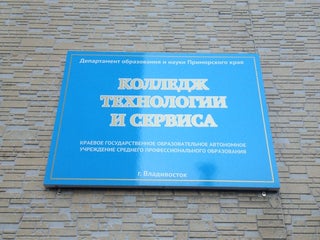 Департамент образования и науки Приморского края
КОЛЛЕДЖ
ТЕХНОЛОГИИ
И СЕРВИСА
КРАЕВОЕ ГОСУДАРСТВЕННОЕ ОБРАЗОВАТЕЛЬНОЕ АВТОНОМНОЕ
УЧРЕЖДЕНИЕ СРЕДНЕГО ПРОФЕССИОНАЛЬНОГО ОБРАЗОВАНИЯ
г. Владивосток